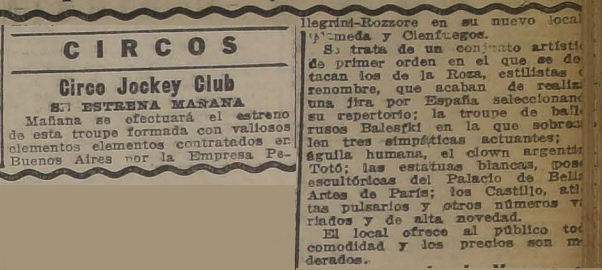 CIRCOS
Circo Jockey Club
SE ESTRENA MAÑANA
Mañana se efectuará el estreno
de esta troupe formada con valiosos
elementos elementos contratados en
Buenos Aires por la Empresa Pe-
llegrini-Rozzore en su nuevo local
Alameda y Cienfuegos.
Se trata de un conjunto artístic
de primer orden en el que se de
tacan los de la Roza, estilistas
renombre, que acaban de realiz
una jira por España seleccionand
su repertorio; la troupe de bail
rusos Balesfki en la que sobres
len tres simpáticas actuantes;
águila humana, el clown argentin
Totó; las estatuas blancas, pose
escultóricas del Palacio de Bella
Artes de París; los Castillo, atl
tas pulsarios y otros números v
riados y de alta novedad.
El local ofrece al público tod
comodidad y los precios son m
derados.